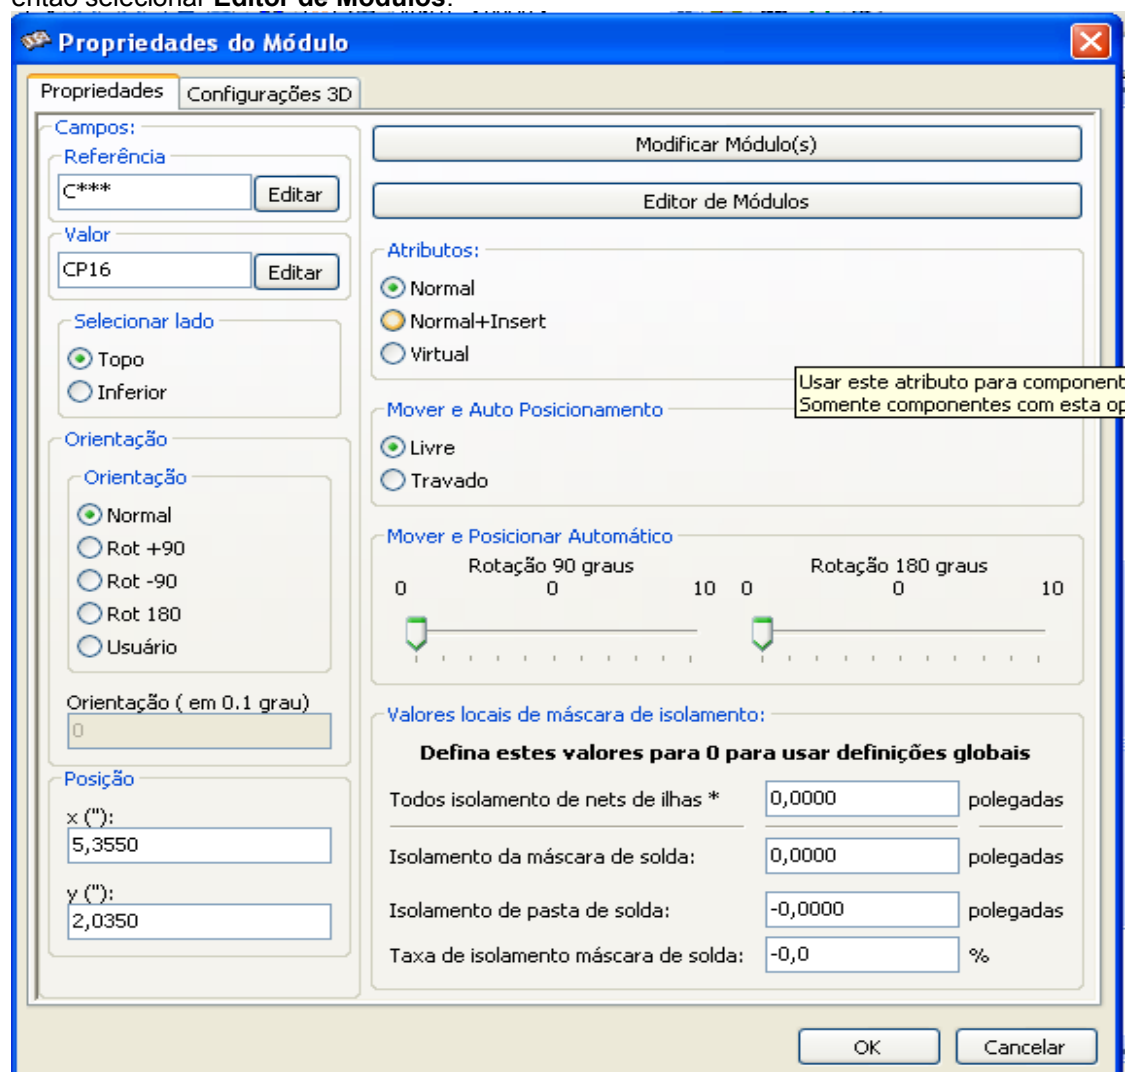 então selecionar Editor de Módulos.
Propriedades do Módulo
Propriedades
Configurações 3D
Campos:
Referência
C***
Editar
Valor
CP16
Editar
Selecionar lado
Topo
Inferior
Orientação
Orientação
Normal
Rot +90
Rot -90
Rot 180
Usuário
Orientação ( em 0.1 grau)
0
Posição
x ("):
5,3550
y ("):
2,0350
Modificar Módulo(s)
Editor de Módulos
Atributos:
Normal
Normal+Insert
Virtual
Usar este atributo para component
Somente componentes com esta op
Mover e Auto Posicionamento
Livre
Travado
Mover e Posicionar Automático
Rotação 90 graus
0 0 10
Rotação 180 graus
0 0 10
Valores locais de máscara de isolamento:
Defina estes valores para 0 para usar definições globais
Todos isolamento de nets de ilhas * 0,0000 polegadas
Isolamento da máscara de solda: 0,0000 polegadas
Isolamento de pasta de solda: -0,0000 polegadas
Taxa de isolamento máscara de solda: -0,0 %
OK
Cancelar